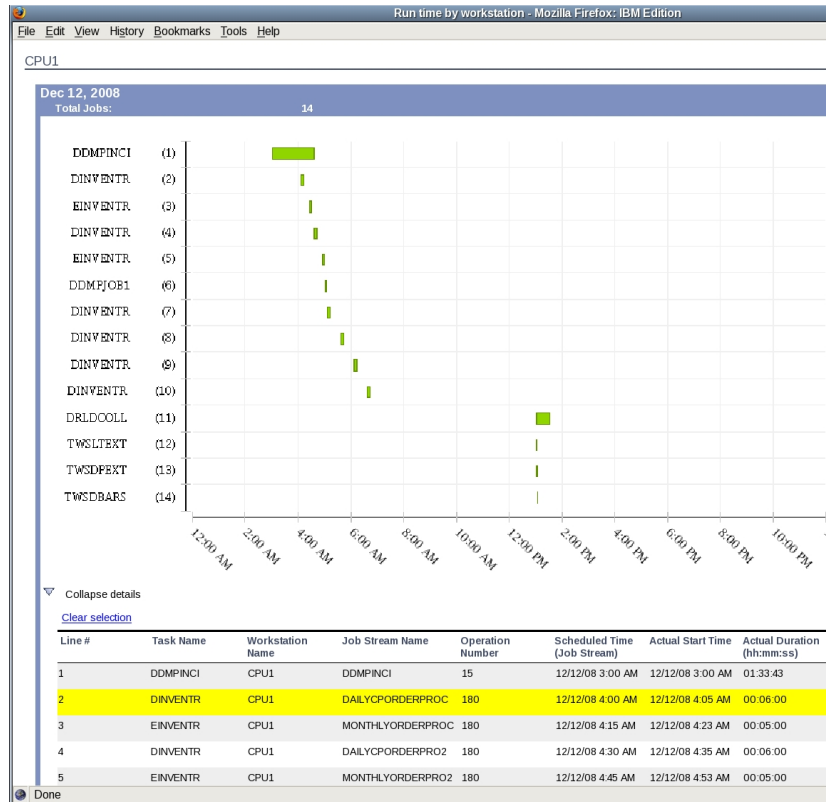 Run time by workstation - Mozilla Firefox: IBM Edition
File Edit View History Bookmarks Tools Help
CPU1
Dec 12, 2008
Total Jobs: 14
DDMPINCI (1)
DINVENTR (2)
EINVENTR (3)
DINVENTR (4)
EINVENTR (5)
DDMPJOB1 (6)
DINVENTR (7)
DINVENTR (8)
DINVENTR (9)
DINVENTR (10)
DRLDCOLL (11)
TWSLTEXT (12)
TWSDPEXT (13)
TWSDBARS (14)
12:00 AM 2:00 AM 4:00 AM 6:00 AM 8:00 AM 10:00 AM 12:00 PM 2:00 PM 4:00 PM 6:00 PM 8:00 PM 10:00 PM
Collapse details
Clear selection
Line # Task Name Workstation Name Job Stream Name Operation Number Scheduled Time (Job Stream) Actual Start Time Actual Duration (hh:mm:ss)
1 DDMPINCI CPU1 DDMPINCI 15 12/12/08 3:00 AM 12/12/08 3:00 AM 01:33:43
2 DINVENTR CPU1 DAILYCPORDERPROC 180 12/12/08 4:00 AM 12/12/08 4:05 AM 00:06:00
3 EINVENTR CPU1 MONTHLYORDERPROC 180 12/12/08 4:15 AM 12/12/08 4:23 AM 00:05:00
4 DINVENTR CPU1 DAILYCPORDERPRO2 180 12/12/08 4:30 AM 12/12/08 4:35 AM 00:06:00
5 EINVENTR CPU1 MONTHLYORDERPRO2 180 12/12/08 4:45 AM 12/12/08 4:53 AM 00:05:00
Done